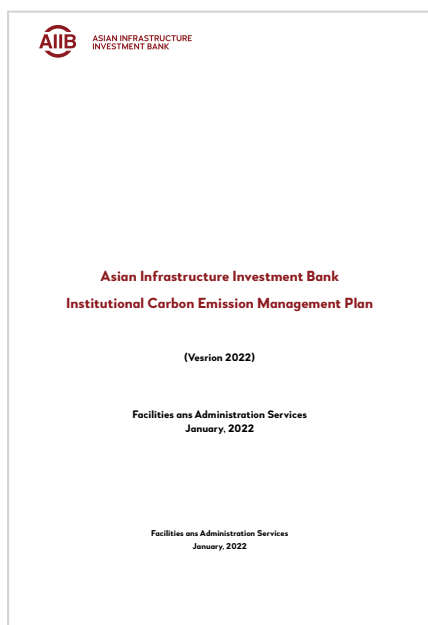 AIIB
ASIAN INFRASTRUCTURE
INVESTMENT BANK
Asian Infrastructure Investment Bank
Institutional Carbon Emission Management Plan
(Vesrion 2022)
Facilities ans Administration Services
January, 2022
Facilities ans Administration Services
January, 2022